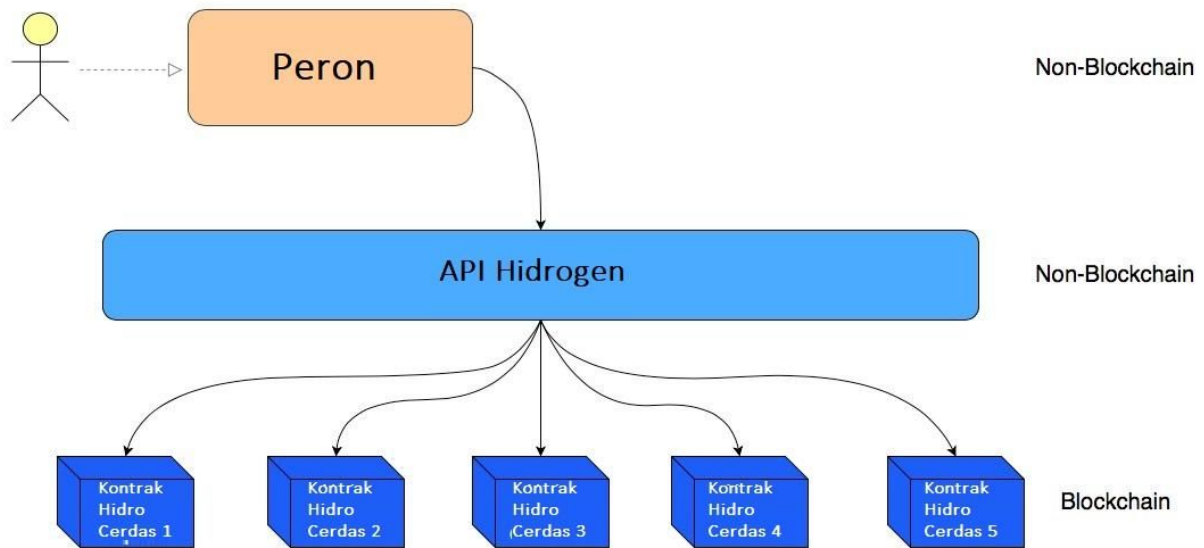 Peron
Non-Blockchain
API Hidrogen
Non-Blockchain
Kontrak
Hidro
Cerdas 1
Kontrak
Hidro
Cerdas 2
Kontrak
Hidro
Cerdas 3
Kontrak
Hidro
Cerdas 4
Kontrak
Hidro
Cerdas 5
Blockchain